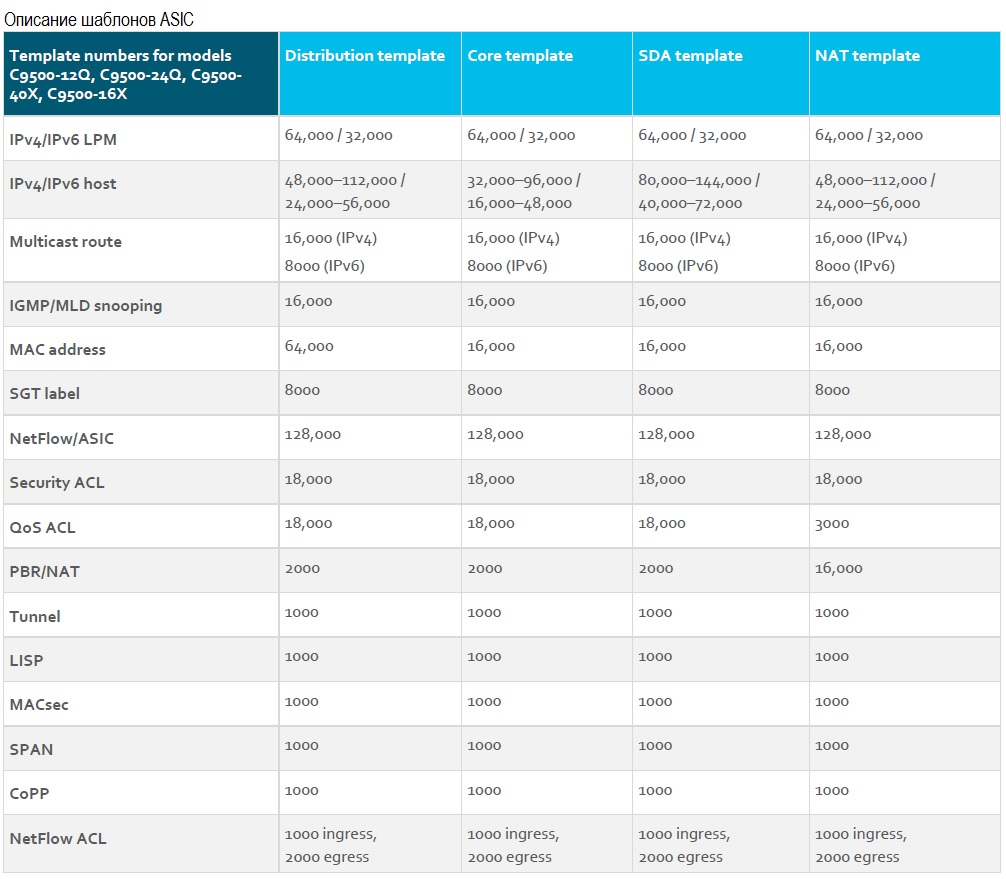 Описание шаблонов ASIC
Template numbers for models C9500-12Q, C9500-24Q, C9500-40X, C9500-16X
Distribution template
Core template
SDA template
NAT template
IPv4/IPv6 LPM
64,000 / 32,000
64,000 / 32,000
64,000 / 32,000
64,000 / 32,000
IPv4/IPv6 host
48,000–112,000 / 24,000–56,000
32,000–96,000 / 16,000–48,000
80,000–144,000 / 40,000–72,000
48,000–112,000 / 24,000–56,000
Multicast route
16,000 (IPv4)
8000 (IPv6)
16,000 (IPv4)
8000 (IPv6)
16,000 (IPv4)
8000 (IPv6)
16,000 (IPv4)
8000 (IPv6)
IGMP/MLD snooping
16,000
16,000
16,000
16,000
MAC address
64,000
16,000
16,000
16,000
SGT label
8000
8000
8000
8000
NetFlow/ASIC
128,000
128,000
128,000
128,000
Security ACL
18,000
18,000
18,000
18,000
QoS ACL
18,000
18,000
18,000
3000
PBR/NAT
2000
2000
2000
16,000
Tunnel
1000
1000
1000
1000
LISP
1000
1000
1000
1000
MACsec
1000
1000
1000
1000
SPAN
1000
1000
1000
1000
CoPP
1000
1000
1000
1000
NetFlow ACL
1000 ingress, 2000 egress
1000 ingress, 2000 egress
1000 ingress, 2000 egress
1000 ingress, 2000 egress